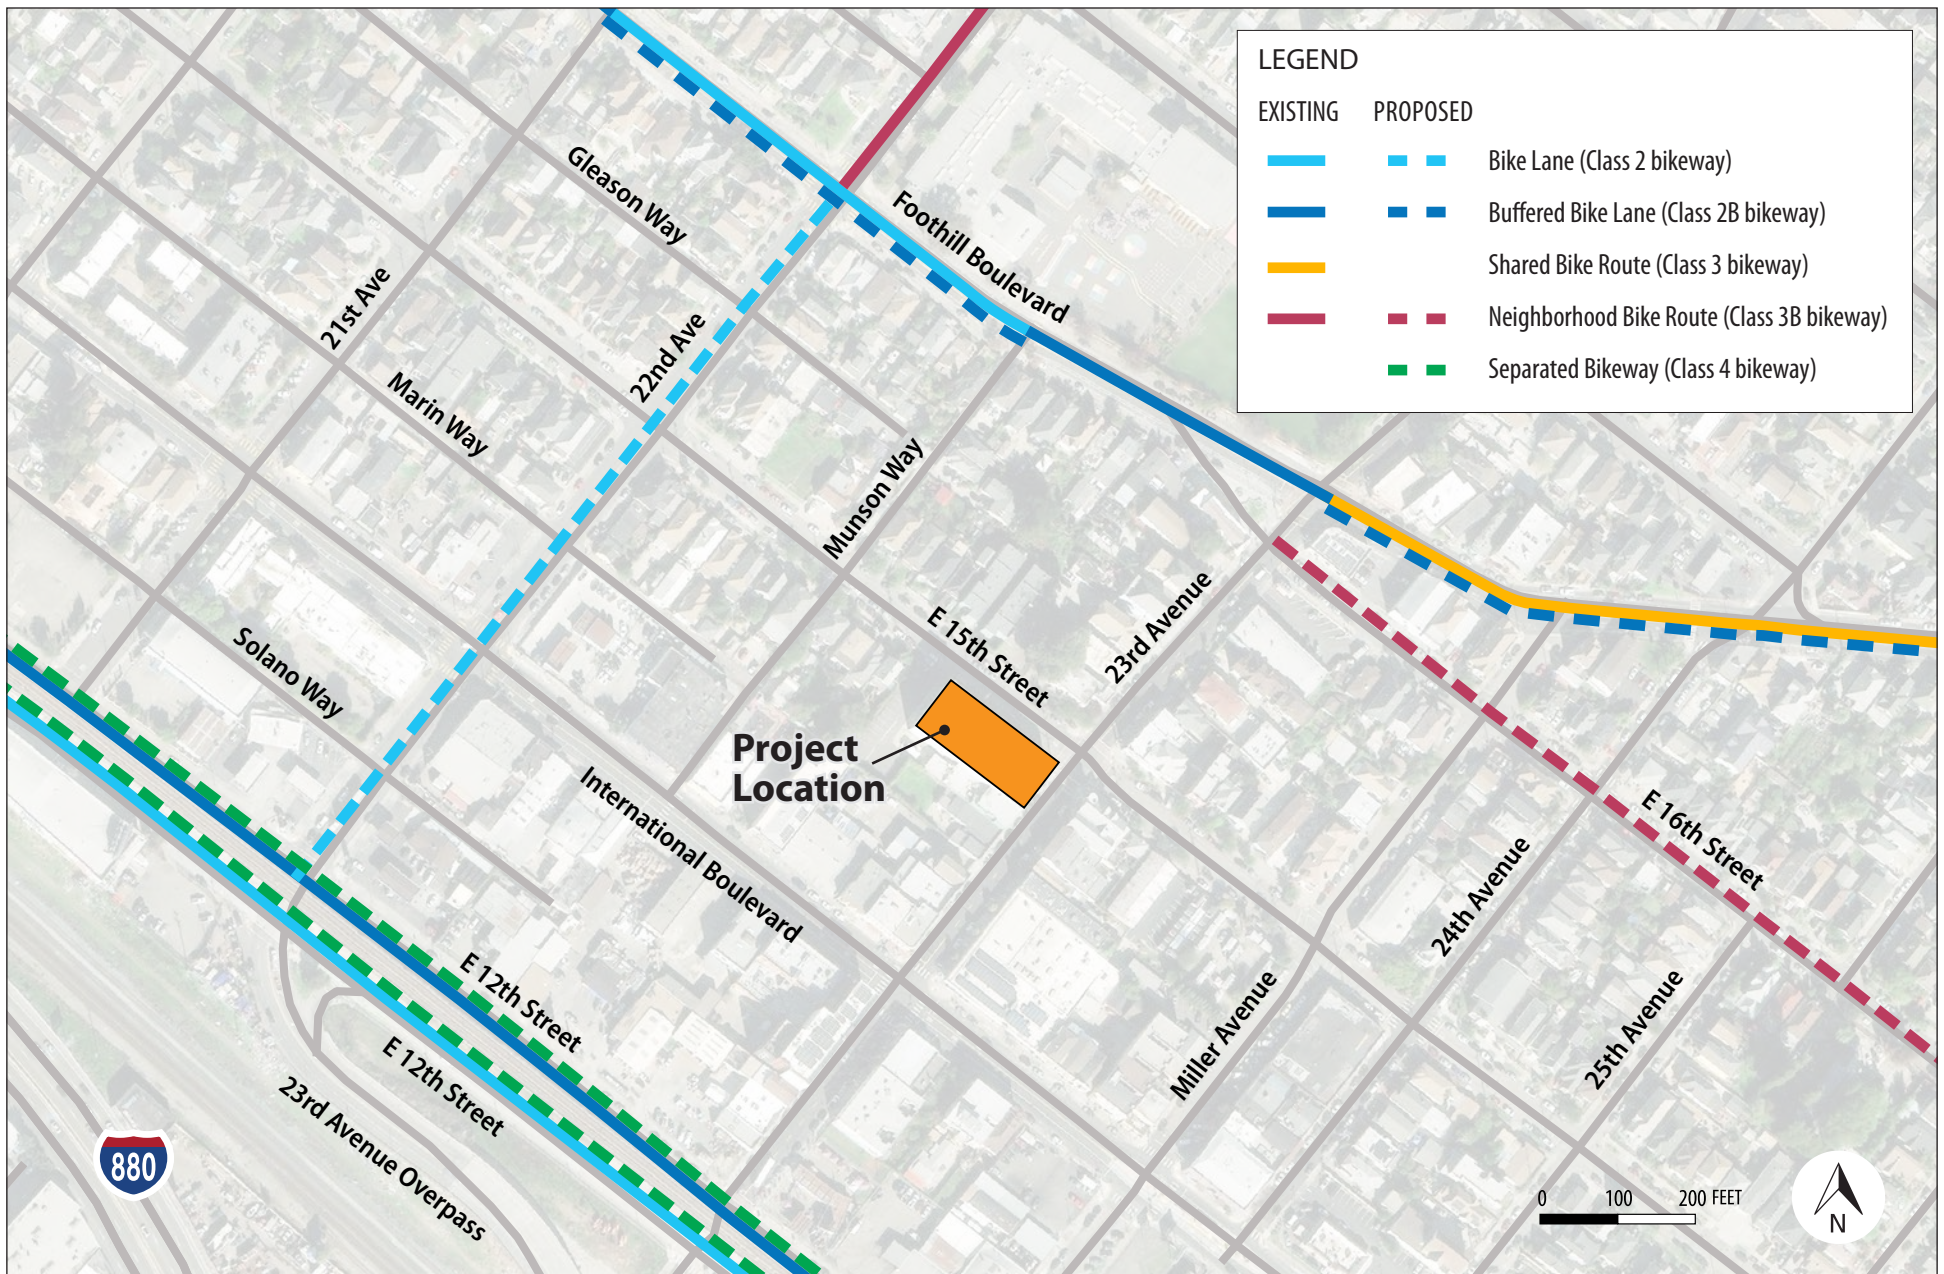 LEGEND
EXISTING PROPOSED
Bike Lane (Class 2 bikeway)
Buffered Bike Lane (Class 2B bikeway)
Shared Bike Route (Class 3 bikeway)
Neighborhood Bike Route (Class 3B bikeway)
Separated Bikeway (Class 4 bikeway)
Gleason Way
Foothill Boulevard
21st Ave
22nd Ave
Marin Way
Munson Way
E 15th Street
23rd Avenue
Solano Way
Project
Location
International Boulevard
E 16th Street
24th Avenue
25th Avenue
Miller Avenue
E 12th Street
E 12th Street
23rd Avenue Overpass
880
0 100 200 FEET
N